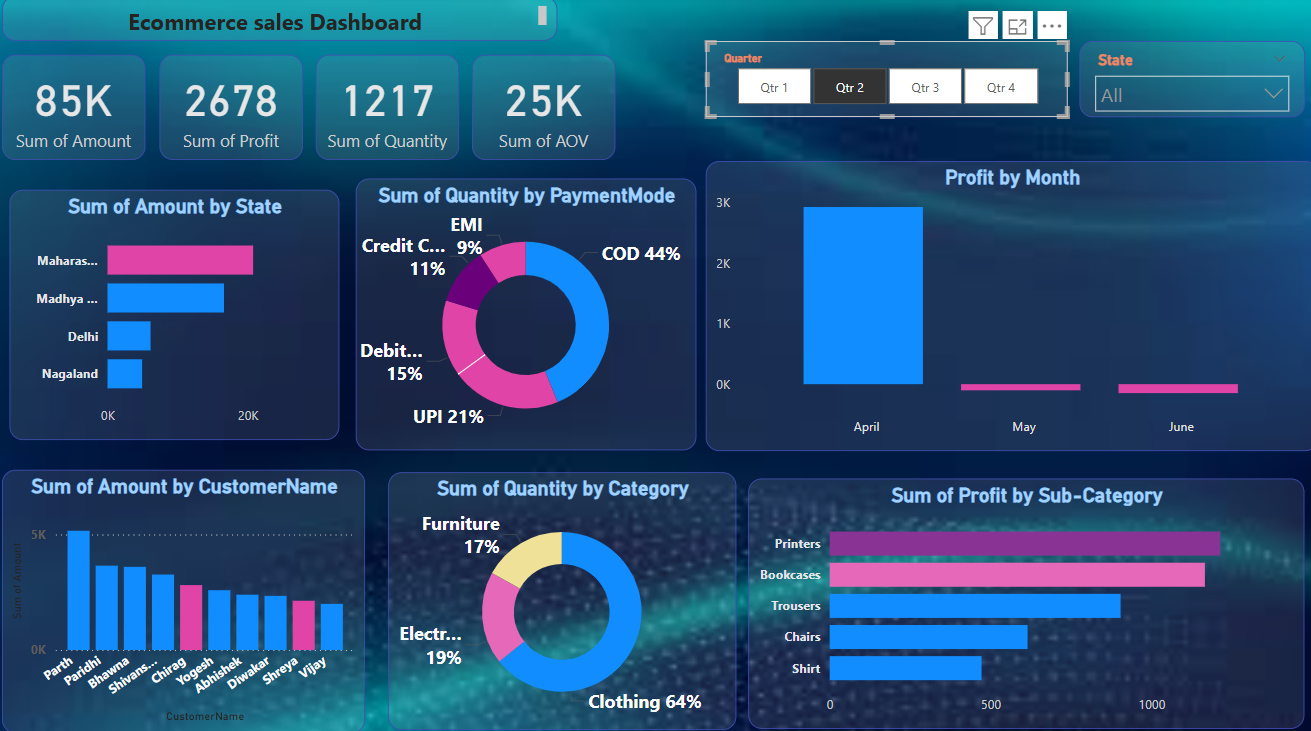 Ecommerce sales Dashboard
Quarter
Qtr 1
Qtr 2
Qtr 3
Qtr 4
State
All
85K
Sum of Amount
2678
Sum of Profit
1217
Sum of Quantity
25K
Sum of AOV
Sum of Amount by State
Maharas...
Madhya ...
Delhi
Nagaland
0K
20K
Sum of Quantity by PaymentMode
EMI
9%
Credit C...
11%
COD 44%
Debit...
15%
UPI 21%
Profit by Month
3K
2K
1K
0K
April
May
June
Sum of Amount by CustomerName
Sum of Amount
5K
0K
Parth
Paridhi
Bhawna
Shivans...
Chirag
Yogesh
Abhishek
Diwakar
Shreya
Vijay
CustomerName
Sum of Quantity by Category
Furniture
17%
Electr...
19%
Clothing 64%
Sum of Profit by Sub-Category
Printers
Bookcases
Trousers
Chairs
Shirt
0
500
1000